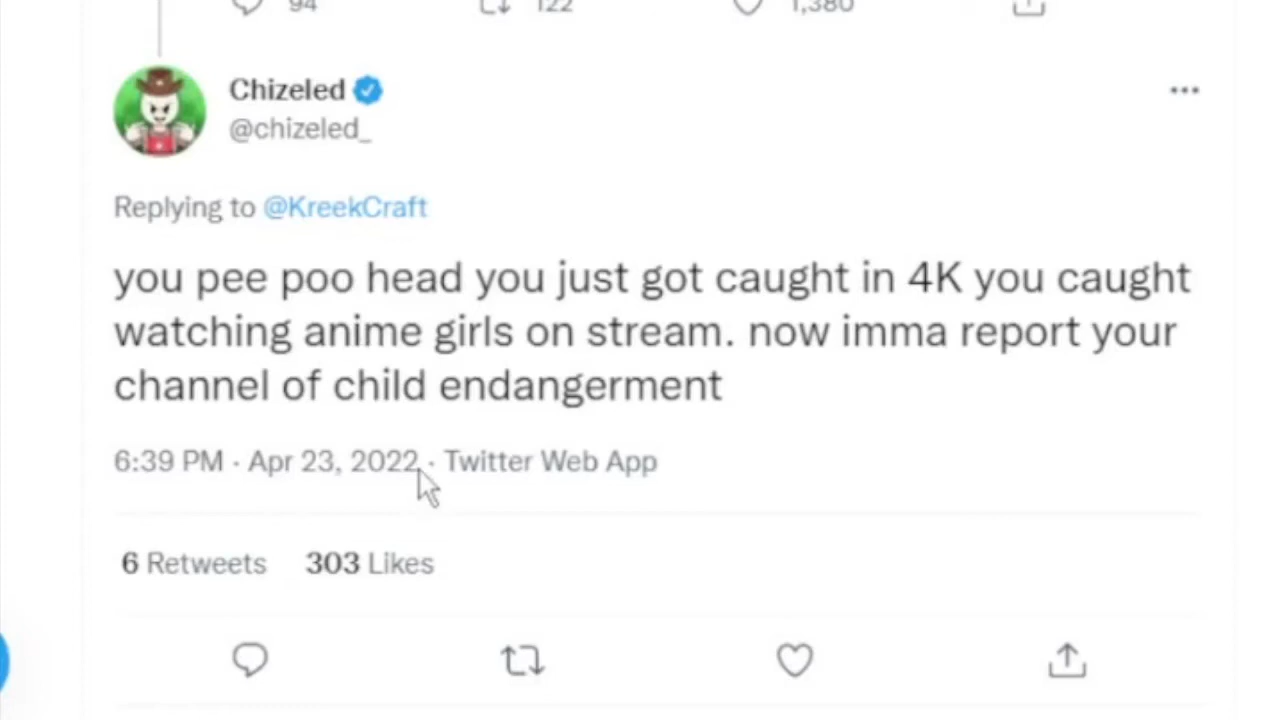 94 122 1,380
Chizeled
@chizeled_
Replying to @KreekCraft
you pee poo head you just got caught in 4K you caught
watching anime girls on stream. now imma report your
channel of child endangerment
6:39 PM · Apr 23, 2022 · Twitter Web App
6 Retweets 303 Likes